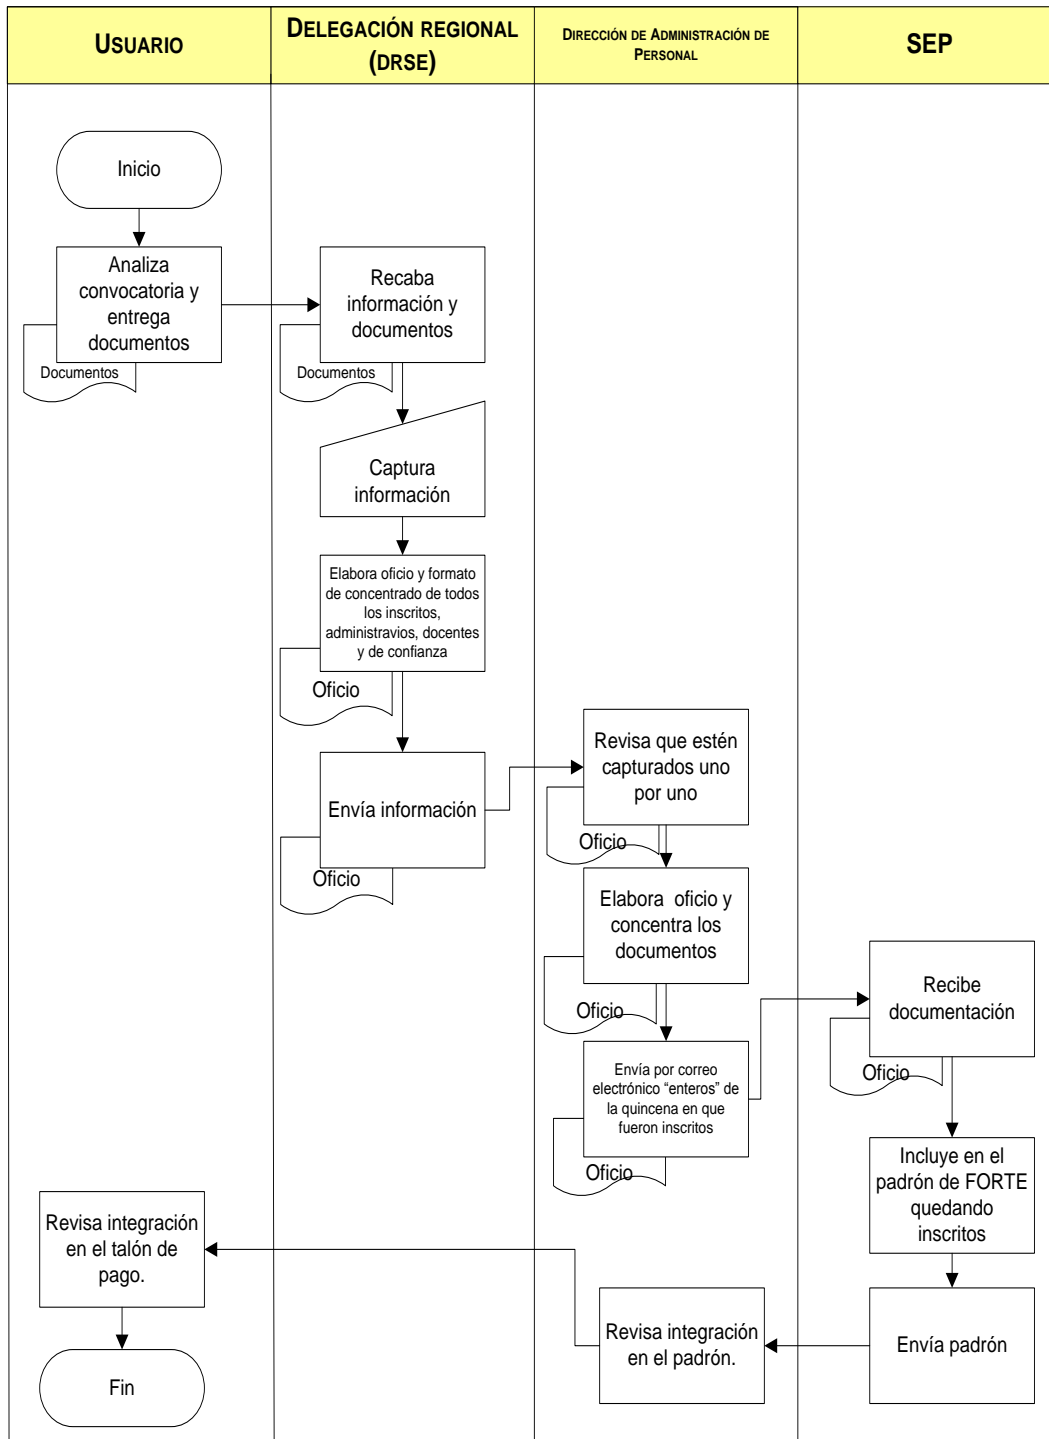 USUARIO
DELEGACIÓN REGIONAL
(DRSE)
DIRECCIÓN DE ADMINISTRACIÓN DE
PERSONAL
SEP
Inicio
Analiza
convocatoria y
entrega
documentos
Documentos
Recaba
información y
documentos
Documentos
Captura
información
Elabora oficio y formato
de concentrado de todos
los inscritos,
administravios, docentes
y de confianza
Oficio
Envía información
Oficio
Revisa que estén
capturados uno
por uno
Oficio
Elabora oficio y
concentra los
documentos
Oficio
Envía por correo
electrónico “enteros” de
la quincena en que
fueron inscritos
Oficio
Recibe
documentación
Oficio
Incluye en el
padrón de FORTE
quedando
inscritos
Envía padrón
Revisa integración
en el padrón.
Revisa integración
en el talón de
pago.
Fin